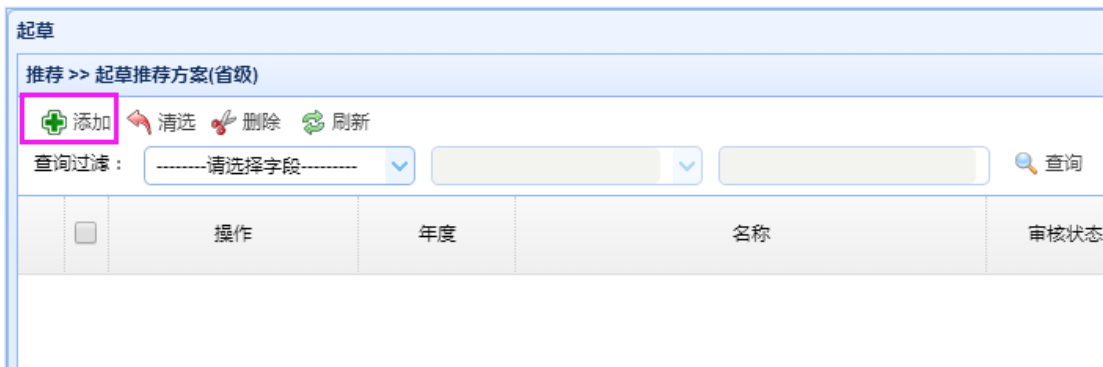 起草
推荐 >> 起草推荐方案(省级)
添加 清选 删除 刷新
查询过滤： --------请选择字段--------- 查询
操作 年度 名称 审核状态